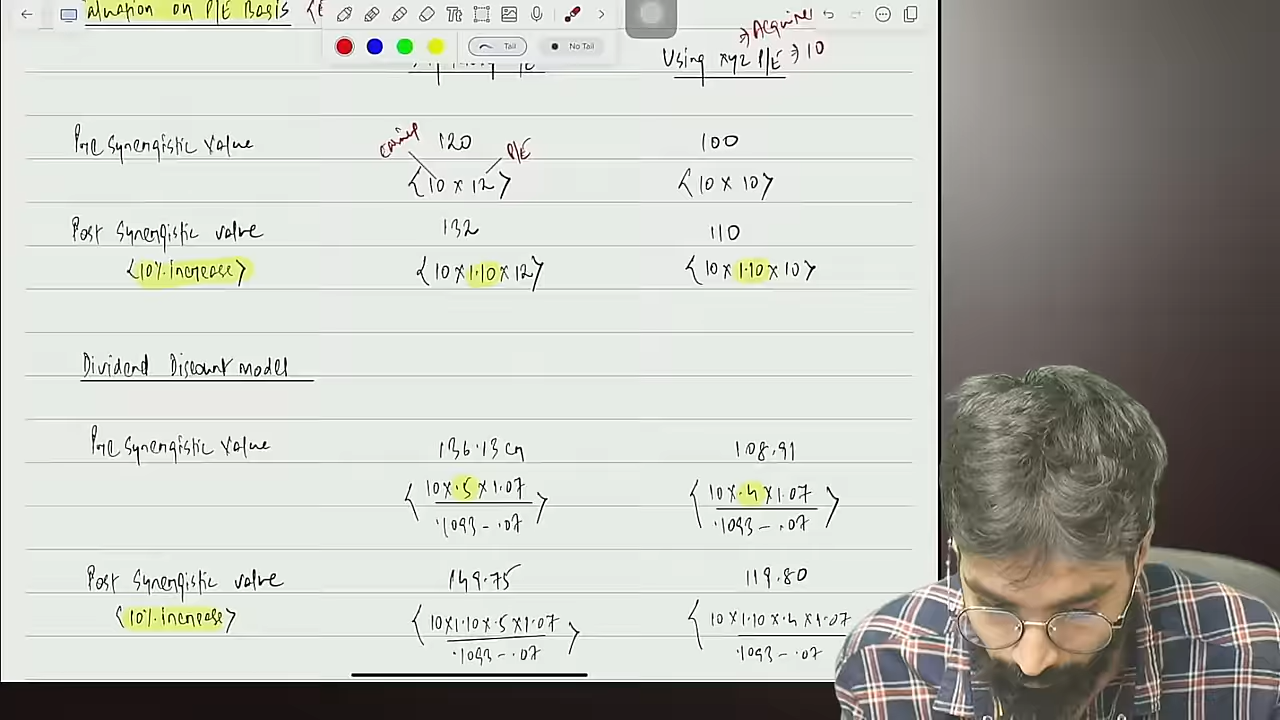 aluation on P/E Basis
Tt
Tail
No Tail
→ Acquirer
Using xyz P/E → 10
Pre Synergistic Value
120
100
P/E
<10 x 12>
<10 x 10>
Post Synergistic value
132
110
<10% increase>
<10 x 1.10 x 12>
<10 x 1.10 x 10>
Dividend Discount model
Pre Synergistic Value
136.13 cr
108.91
<10 x .5 x 1.07
.1093 - .07>
<10 x .4 x 1.07
.1093 - .07>
Post Synergistic value
149.75
119.80
<10% increase>
<10 x 1.10 x .5 x 1.07
.1093 - .07>
<10 x 1.10 x .4 x 1.07
.1093 - .07